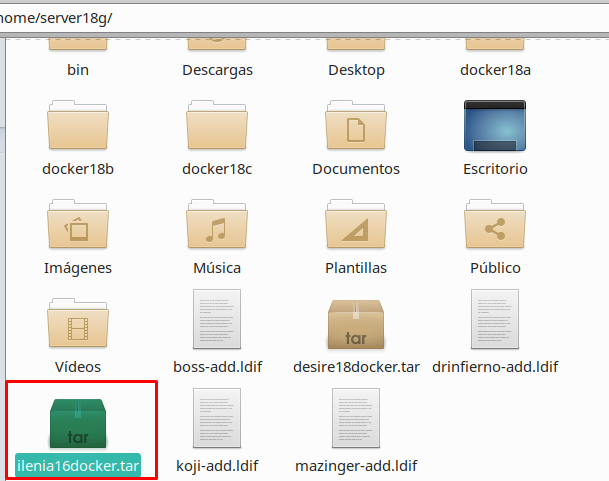 home/server18g/
bin
Descargas
Desktop
docker18a
docker18b
docker18c
Documentos
Escritorio
Imágenes
Música
Plantillas
Público
Vídeos
boss-add.ldif
tar
desire18docker.tar
drinfierno-add.ldif
tar
ilenia16docker.tar
koji-add.ldif
mazinger-add.ldif